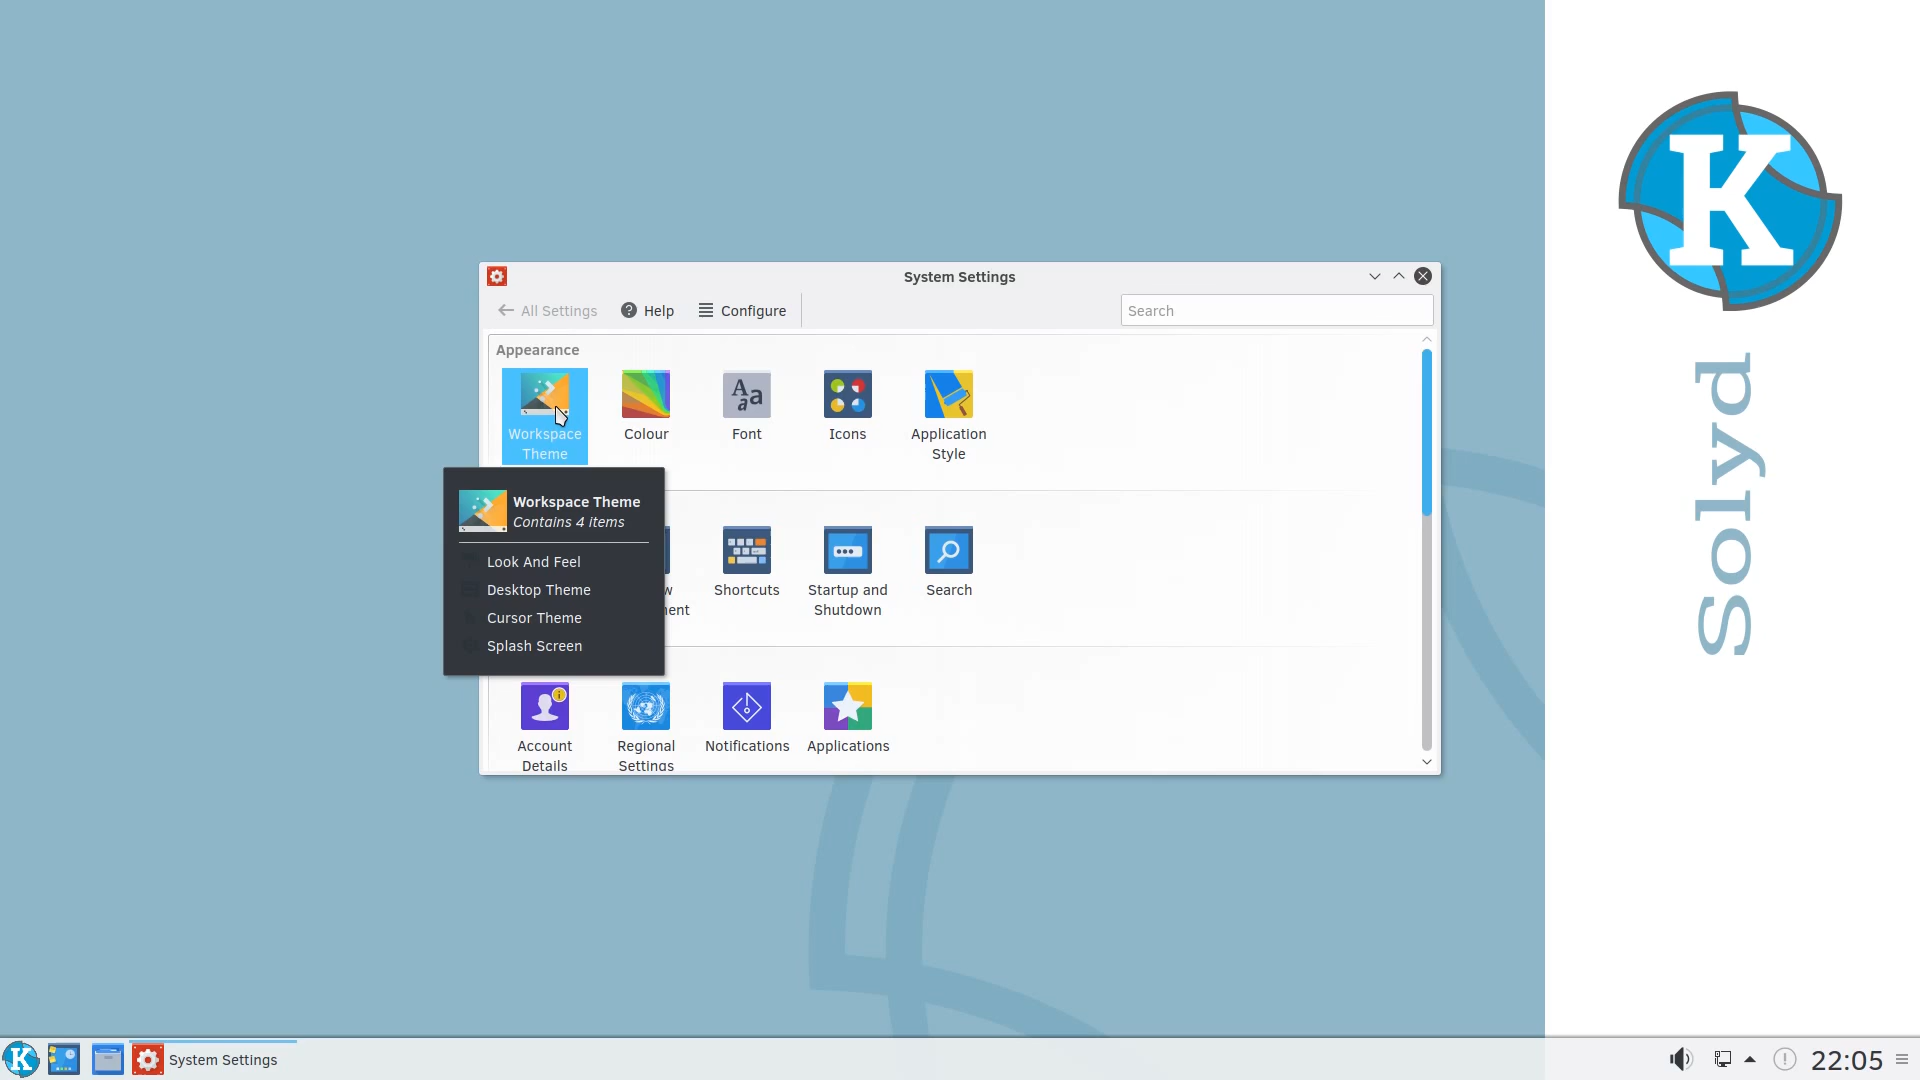 K
Solyd
System Settings
All Settings
Help
Configure
Search
Appearance
Workspace
Theme
Colour
Aa
a
Font
Icons
Application
Style
Workspace Theme
Contains 4 items
Look And Feel
Desktop Theme
Cursor Theme
Splash Screen
Shortcuts
Startup and
Shutdown
Search
Account
Details
Regional
Settings
Notifications
Applications
K
System Settings
22:05